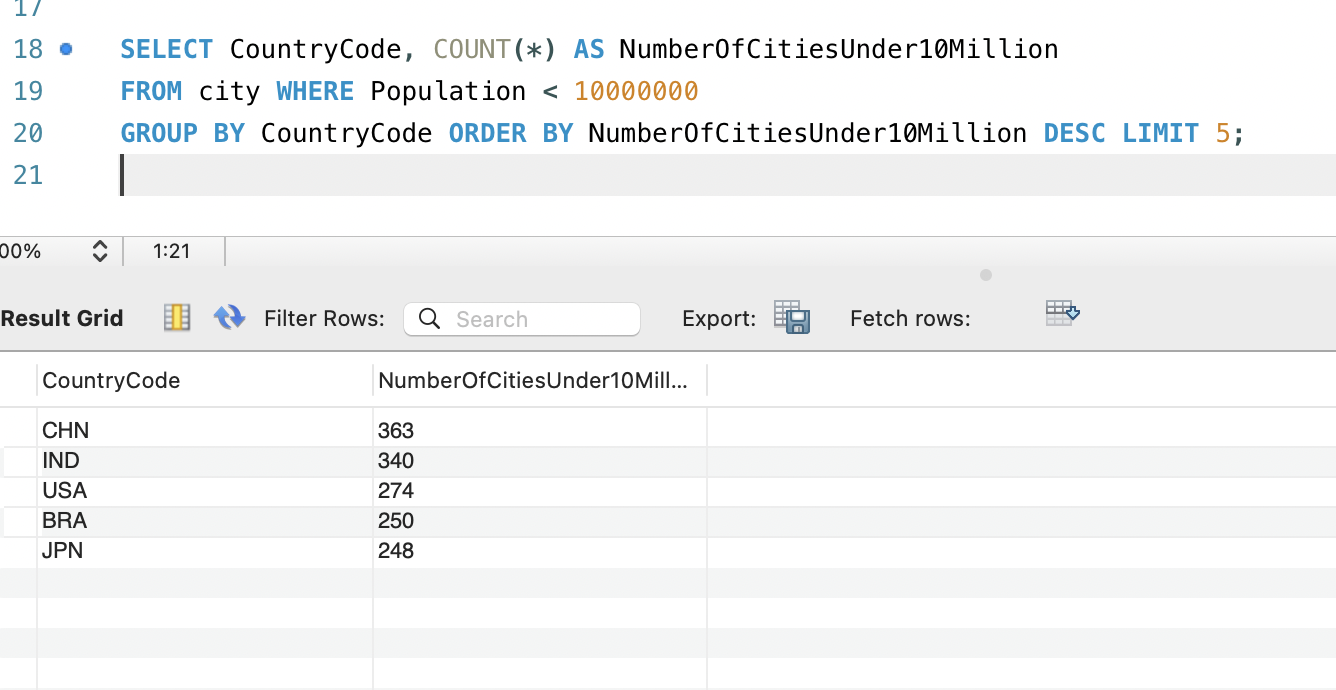 17
18 SELECT CountryCode, COUNT(*) AS NumberOfCitiesUnder10Million
19 FROM city WHERE Population < 10000000
20 GROUP BY CountryCode ORDER BY NumberOfCitiesUnder10Million DESC LIMIT 5;
21
00% 1:21
Result Grid Filter Rows: Search Export: Fetch rows:
CountryCode NumberOfCitiesUnder10Mill...
CHN 363
IND 340
USA 274
BRA 250
JPN 248